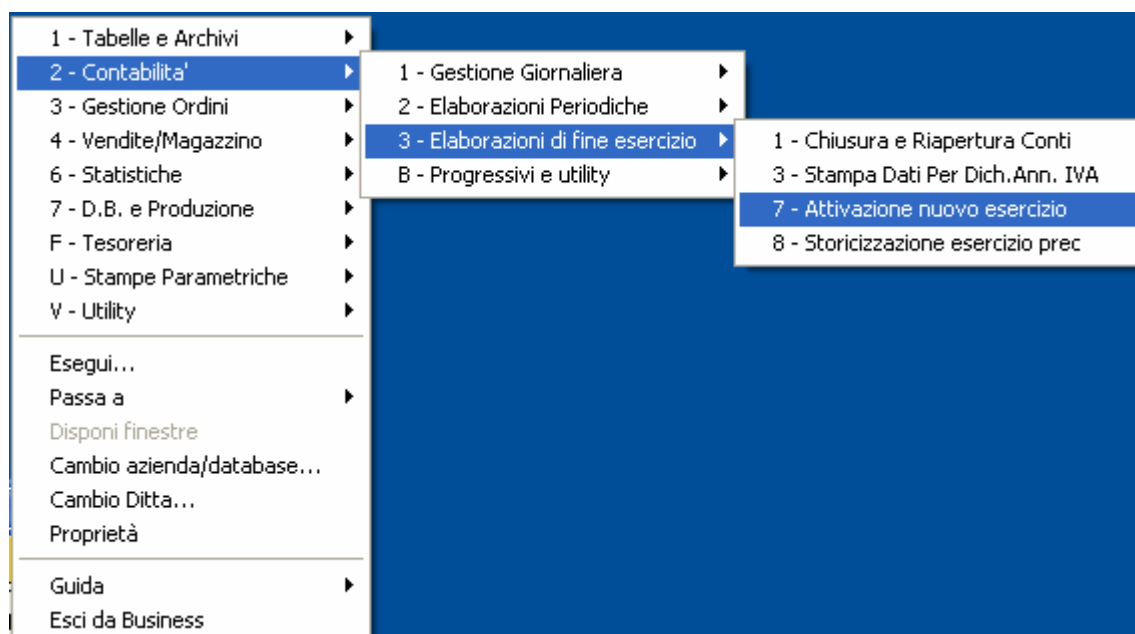 1 - Tabelle e Archivi
2 - Contabilita'
3 - Gestione Ordini
4 - Vendite/Magazzino
6 - Statistiche
7 - D.B. e Produzione
F - Tesoreria
U - Stampe Parametriche
V - Utility
Esegui...
Passa a
Disponi finestre
Cambio azienda/database...
Cambio Ditta...
Proprietà
Guida
Esci da Business
1 - Gestione Giornaliera
2 - Elaborazioni Periodiche
3 - Elaborazioni di fine esercizio
B - Progressivi e utility
1 - Chiusura e Riapertura Conti
3 - Stampa Dati Per Dich.Ann. IVA
7 - Attivazione nuovo esercizio
8 - Storicizzazione esercizio prec